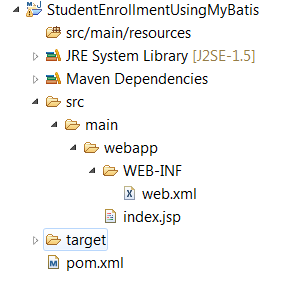 StudentEnrollmentUsingMyBatis
src/main/resources
JRE System Library [J2SE-1.5]
Maven Dependencies
src
main
webapp
WEB-INF
web.xml
index.jsp
target
pom.xml